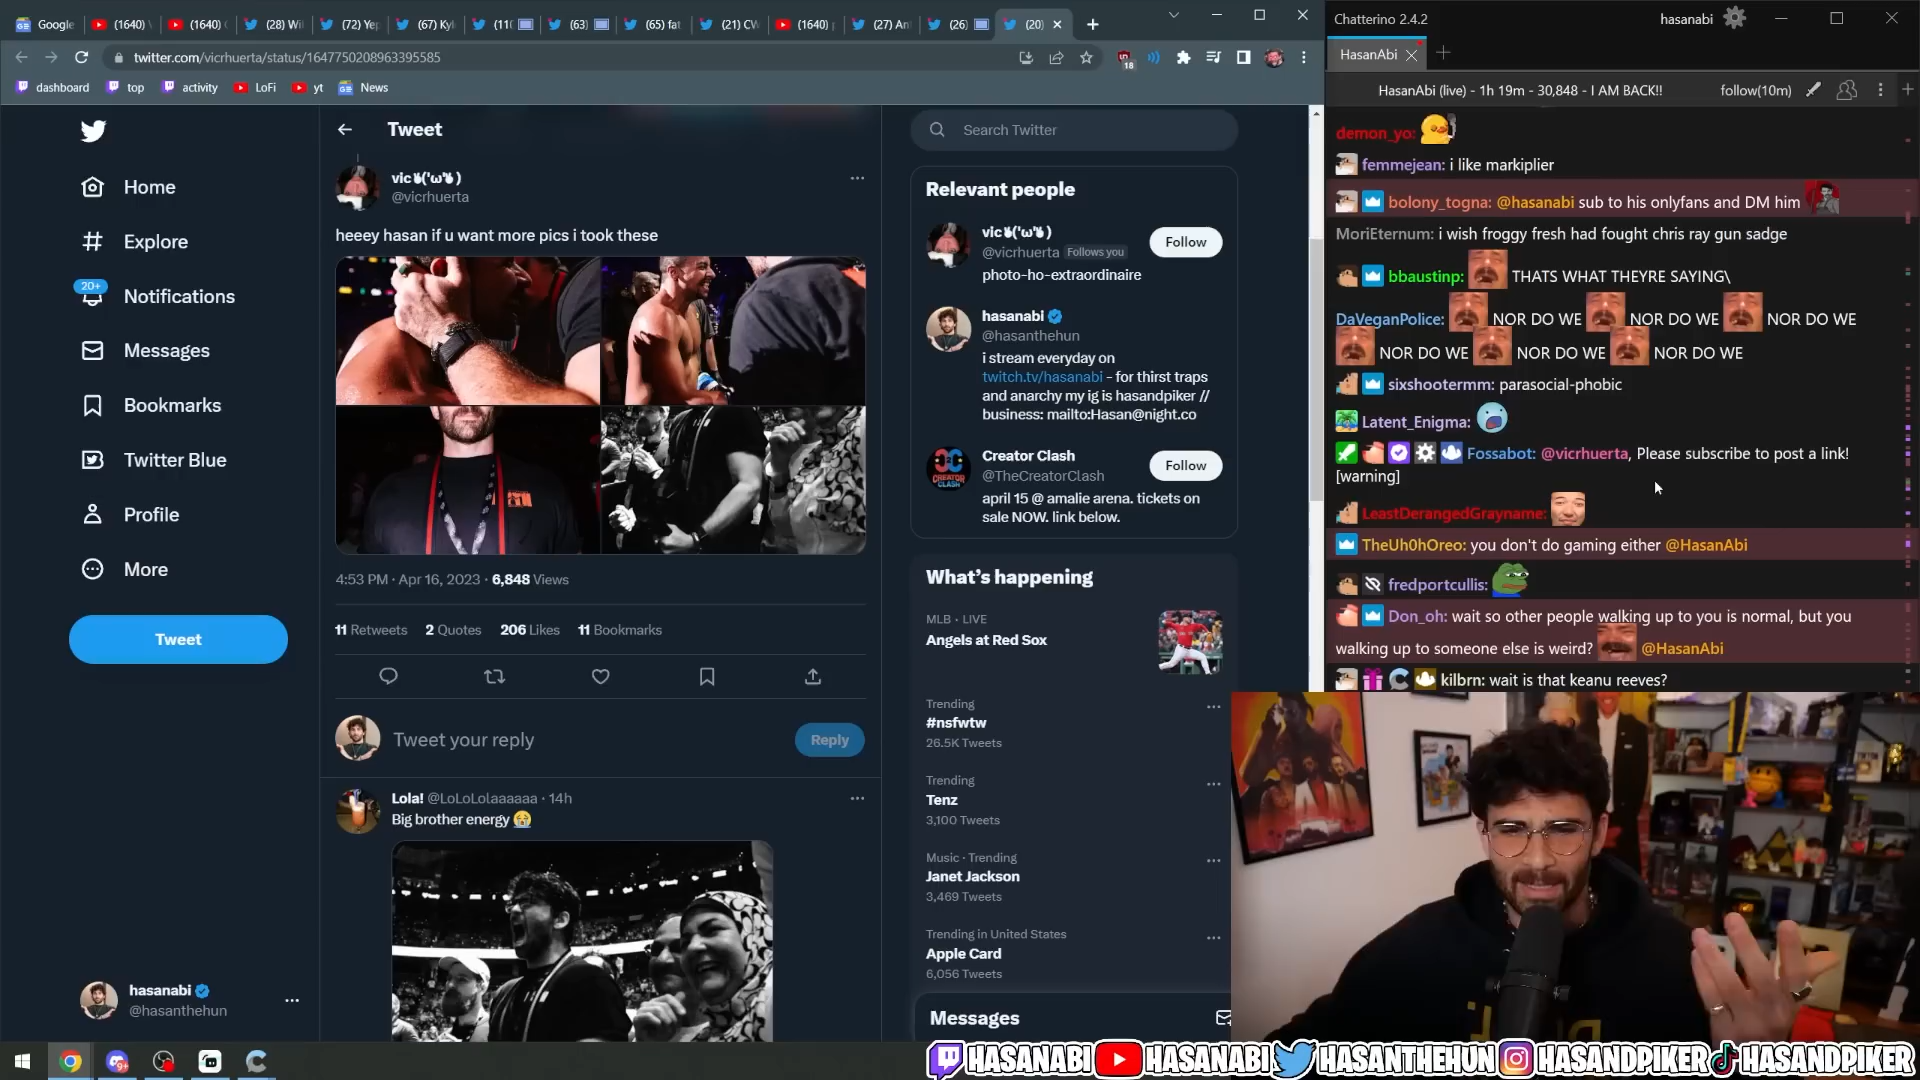 Google
(1640)
(1640)
(28) Wi
(72) Yep
(67) Kyl
(110
(63)
(65) fat
(21) CW
(1640)
(27) An
(26)
(20)
twitter.com/vicrhuerta/status/1647750208963395585
18
dashboard
top
activity
LoFi
yt
News
Home
Explore
20+
Notifications
Messages
Bookmarks
Twitter Blue
Profile
More
Tweet
hasanabi
@hasanthehun
Tweet
@vicrhuerta
heeey hasan if u want more pics i took these
4:53 PM · Apr 16, 2023 · 6,848 Views
11 Retweets 2 Quotes 206 Likes 11 Bookmarks
Tweet your reply
Reply
Lola! @LoLoLolaaaaaa · 14h
Big brother energy 😭
Search Twitter
Relevant people
@vicrhuerta Follows you
photo-ho-extraordinaire
Follow
hasanabi
@hasanthehun
i stream everyday on
twitch.tv/hasanabi - for thirst traps
and anarchy my ig is hasandpiker //
business: mailto:Hasan@night.co
Creator Clash
@TheCreatorClash
Follow
april 15 @ amalie arena. tickets on
sale NOW. link below.
What's happening
MLB · LIVE
Angels at Red Sox
Trending
#nsfwtw
26.5K Tweets
Trending
Tenz
3,100 Tweets
Music · Trending
Janet Jackson
3,469 Tweets
Trending in United States
Apple Card
6,056 Tweets
Messages
Chatterino 2.4.2
hasanabi
HasanAbi
HasanAbi (live) - 1h 19m - 30,848 - I AM BACK!!
follow(10m)
demon_yo:
femmejean: i like markiplier
bolony_togna: @hasanabi sub to his onlyfans and DM him
MoriEternum: i wish froggy fresh had fought chris ray gun sadge
bbaustinp: THATS WHAT THEYRE SAYING\
DaVeganPolice: NOR DO WE NOR DO WE NOR DO WE
NOR DO WE NOR DO WE NOR DO WE
sixshootermm: parasocial-phobic
Latent_Enigma:
Fossabot: @vicrhuerta, Please subscribe to post a link!
[warning]
LeastDerangedGrayname:
TheUh0hOreo: you don't do gaming either @HasanAbi
fredportcullis:
Don_oh: wait so other people walking up to you is normal, but you
walking up to someone else is weird? @HasanAbi
kilbrn: wait is that keanu reeves?
HASANABI HASANABI HASANTHEHUN HASANDPIKER HASANDPIKER